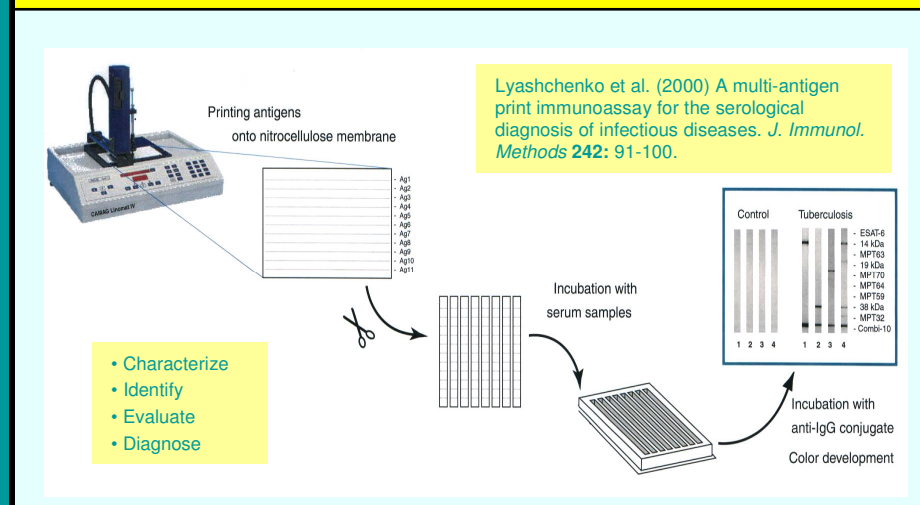 Lyashchenko et al. (2000) A multi-antigen
print immunoassay for the serological
diagnosis of infectious diseases. J. Immunol.
Methods 242: 91-100.
Printing antigens
onto nitrocellulose membrane
CAMAG Linomat IV
- Ag1
- Ag2
- Ag3
- Ag4
- Ag5
- Ag6
- Ag7
- Ag8
- Ag9
- Ag10
- Ag11
Incubation with
serum samples
Control
Tuberculosis
- ESAT-6
- 14 kDa
- MPT63
- 19 kDa
- MPT70
- MPT64
- MPT59
- 38 kDa
- MPT32
- Combi-10
1 2 3 4
1 2 3 4
Incubation with
anti-IgG conjugate
Color development
• Characterize
• Identify
• Evaluate
• Diagnose